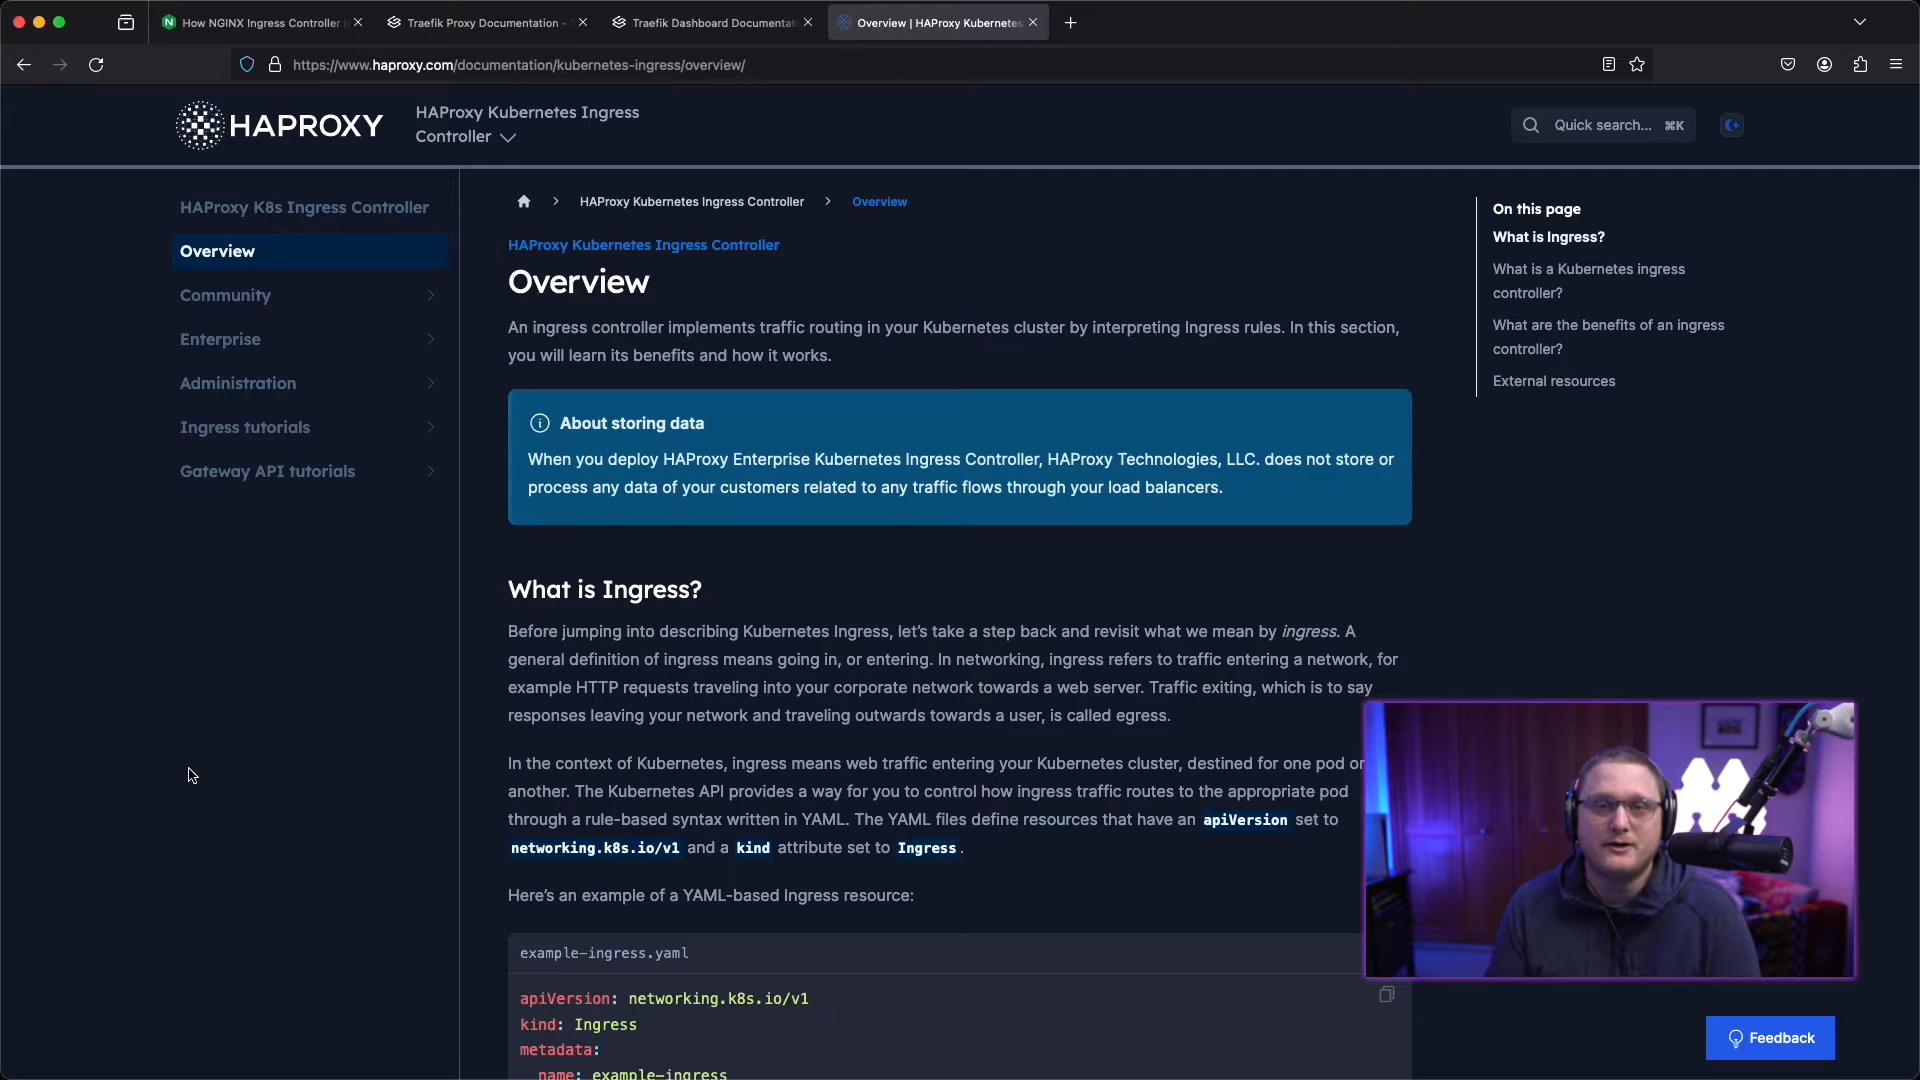 How NGINX Ingress Controller
Traefik Proxy Documentation -
Traefik Dashboard Documentat
Overview | HAProxy Kubernetes
https://www.haproxy.com/documentation/kubernetes-ingress/overview/
HAPROXY
HAProxy Kubernetes Ingress
Controller
Quick search... ⌘K
HAProxy K8s Ingress Controller
Overview
Community
Enterprise
Administration
Ingress tutorials
Gateway API tutorials
HAProxy Kubernetes Ingress Controller > Overview
HAProxy Kubernetes Ingress Controller
Overview
An ingress controller implements traffic routing in your Kubernetes cluster by interpreting Ingress rules. In this section,
you will learn its benefits and how it works.
About storing data
When you deploy HAProxy Enterprise Kubernetes Ingress Controller, HAProxy Technologies, LLC. does not store or
process any data of your customers related to any traffic flows through your load balancers.
What is Ingress?
Before jumping into describing Kubernetes Ingress, let's take a step back and revisit what we mean by ingress. A
general definition of ingress means going in, or entering. In networking, ingress refers to traffic entering a network, for
example HTTP requests traveling into your corporate network towards a web server. Traffic exiting, which is to say
responses leaving your network and traveling outwards towards a user, is called egress.
In the context of Kubernetes, ingress means web traffic entering your Kubernetes cluster, destined for one pod or
another. The Kubernetes API provides a way for you to control how ingress traffic routes to the appropriate pod
through a rule-based syntax written in YAML. The YAML files define resources that have an apiVersion set to
networking.k8s.io/v1 and a kind attribute set to Ingress.
Here's an example of a YAML-based Ingress resource:
example-ingress.yaml
apiVersion: networking.k8s.io/v1
kind: Ingress
metadata:
name: example-ingress
On this page
What is Ingress?
What is a Kubernetes ingress
controller?
What are the benefits of an ingress
controller?
External resources
Feedback